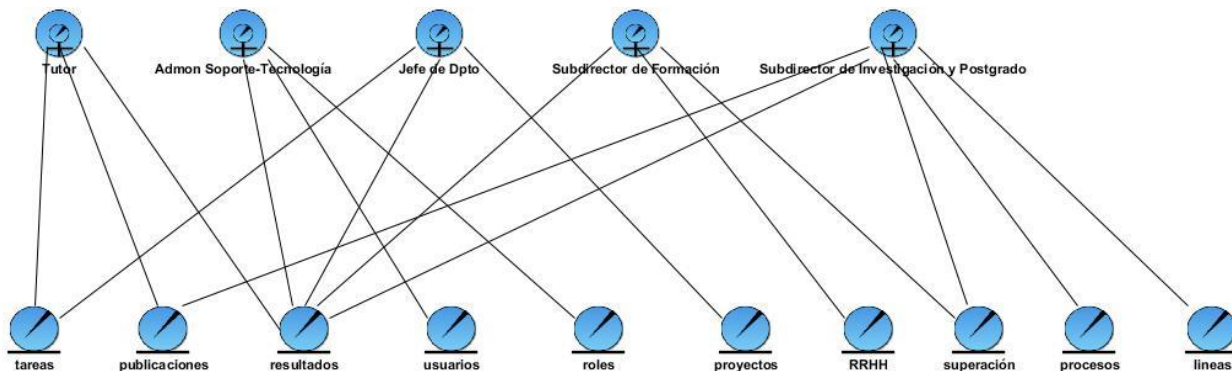 Tutor
Admon Soporte-Tecnología
Jefe de Dpto
Subdirector de Formación
Subdirector de Investigación y Postgrado
tareas
publicaciones
resultados
usuarios
roles
proyectos
RRHH
superación
procesos
lineas